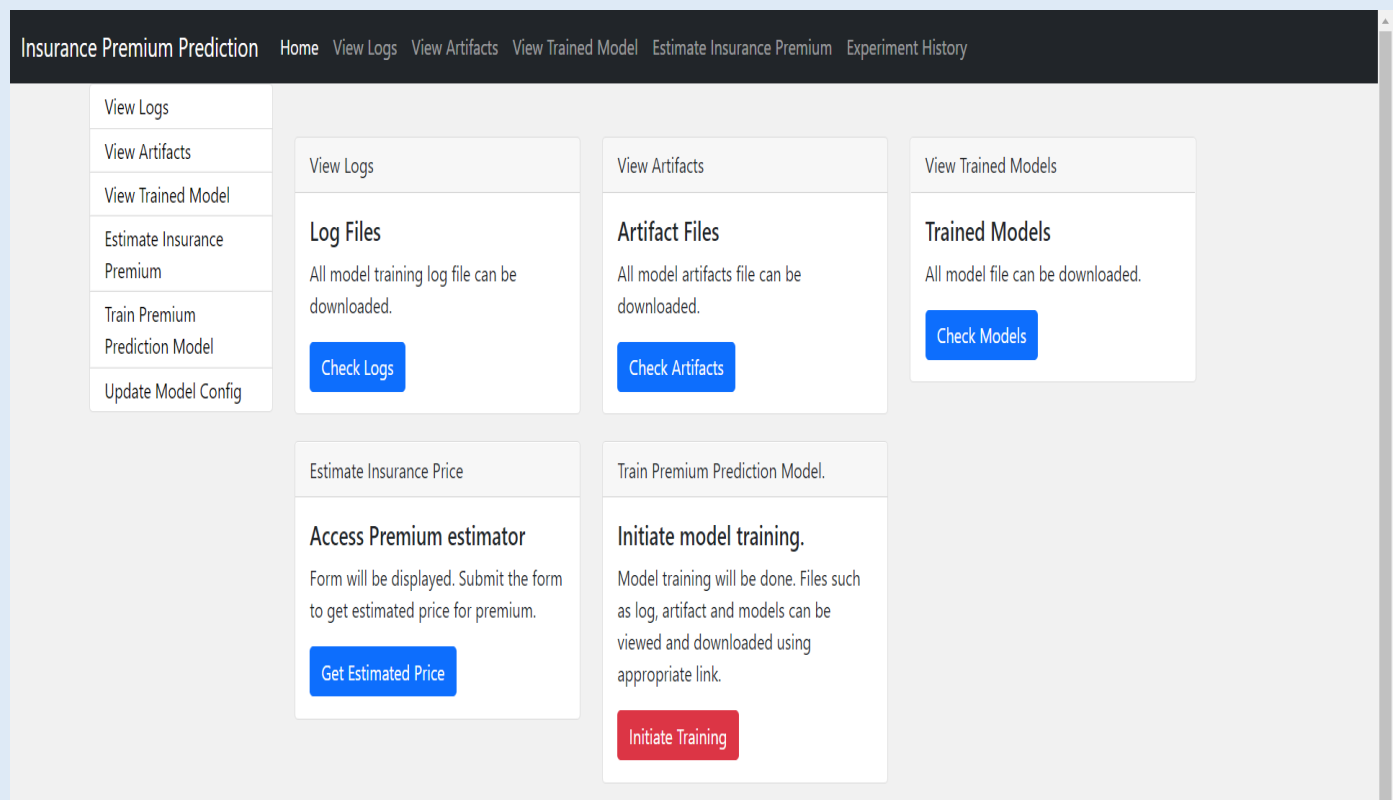 Insurance Premium Prediction Home View Logs View Artifacts View Trained Model Estimate Insurance Premium Experiment History
View Logs
View Artifacts
View Trained Model
Estimate Insurance
Premium
Train Premium
Prediction Model
Update Model Config
View Logs
Log Files
All model training log file can be
downloaded.
Check Logs
View Artifacts
Artifact Files
All model artifacts file can be
downloaded.
Check Artifacts
View Trained Models
Trained Models
All model file can be downloaded.
Check Models
Estimate Insurance Price
Access Premium estimator
Form will be displayed. Submit the form
to get estimated price for premium.
Get Estimated Price
Train Premium Prediction Model.
Initiate model training.
Model training will be done. Files such
as log, artifact and models can be
viewed and downloaded using
appropriate link.
Initiate Training